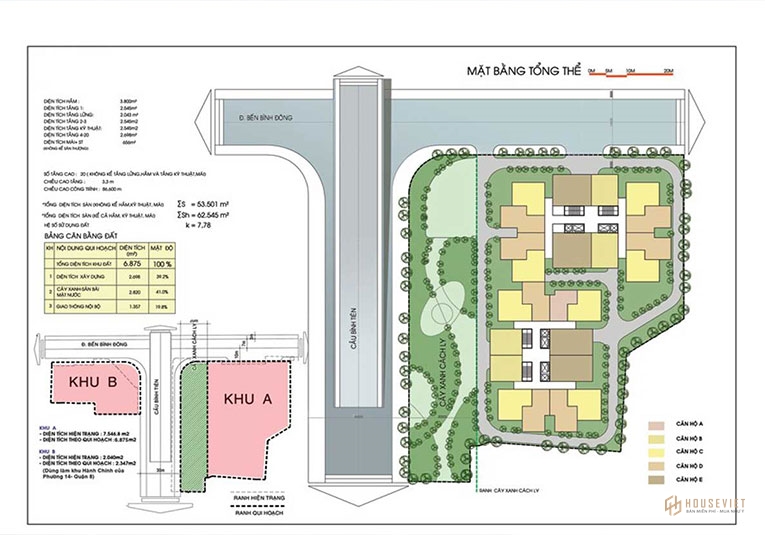 MẶT BẰNG TỔNG THỂ
0M 5M 10M 20M
DIỆN TÍCH HẦM : 3.800m²
DIỆN TÍCH TẦNG 1: 2.545m²
DIỆN TÍCH TẦNG LỬNG: 2.043 m²
DIỆN TÍCH TẦNG 2-3 2.545m²
DIỆN TÍCH TẦNG KỸ THUẬT: 2.545m²
DIỆN TÍCH TẦNG 4-20 2.698m²
DIỆN TÍCH MÁI+ ST 656m²
(KHÔNG KỂ SÂN THƯỢNG)
SỐ TẦNG CAO : 20 ( KHÔNG KỂ TẦNG LỬNG,HẦM VÀ TẦNG KỸ THUẬT,MÁI)
CHIỀU CAO TẦNG : 3,3 m
CHIỀU CAO CÔNG TRÌNH : 86,600 m
*TỔNG DIỆN TÍCH SÀN (KHÔNG KỂ HẦM,KỸ THUẬT, MÁI) ΣS = 53.501 m²
*TỔNG DIỆN TÍCH SÀN (KỂ CẢ HẦM, KỸ THUẬT, MÁI) ΣSh = 62.545 m²
HỆ SỐ SỬ DỤNG ĐẤT k = 7,78
BẢNG CÂN BẰNG ĐẤT
KH NỘI DUNG QUI HOẠCH DIỆN TÍCH (m²) MẬT ĐỘ
TỔNG DIỆN TÍCH KHU ĐẤT 6.875 100 %
1 DIỆN TÍCH XÂY DỰNG 2.698 39.2%
2 CÂY XANH-SÂN BÃI MẶT NƯỚC 2.820 41.0%
3 GIAO THÔNG NỘI BỘ 1.357 19.8%
Đ. BẾN BÌNH ĐÔNG
CẦU BÌNH TIÊN
CÂY XANH CÁCH LY
RANH CÂY XANH CÁCH LY
Đ. BẾN BÌNH ĐÔNG
XANH CÁCH LY
CẦU BÌNH TIÊN
KHU B
KHU A
KHU A
- DIỆN TÍCH HIỆN TRẠNG : 7.546,8 m2
- DIỆN TÍCH THEO QUI HOẠCH : 6.875m2
KHU B
- DIỆN TÍCH HIỆN TRẠNG : 2.040m2
- DIỆN TÍCH THEO QUI HOẠCH : 2.347m2
(Dùng làm khu Hành Chính của
Phường 14- Quận 8)
RANH HIỆN TRẠNG
RANH QUI HOẠCH
CĂN HỘ A
CĂN HỘ B
CĂN HỘ C
CĂN HỘ D
CĂN HỘ E
HOUSEVIET
BÁN MIỄN PHÍ - MUA NHƯ Ý